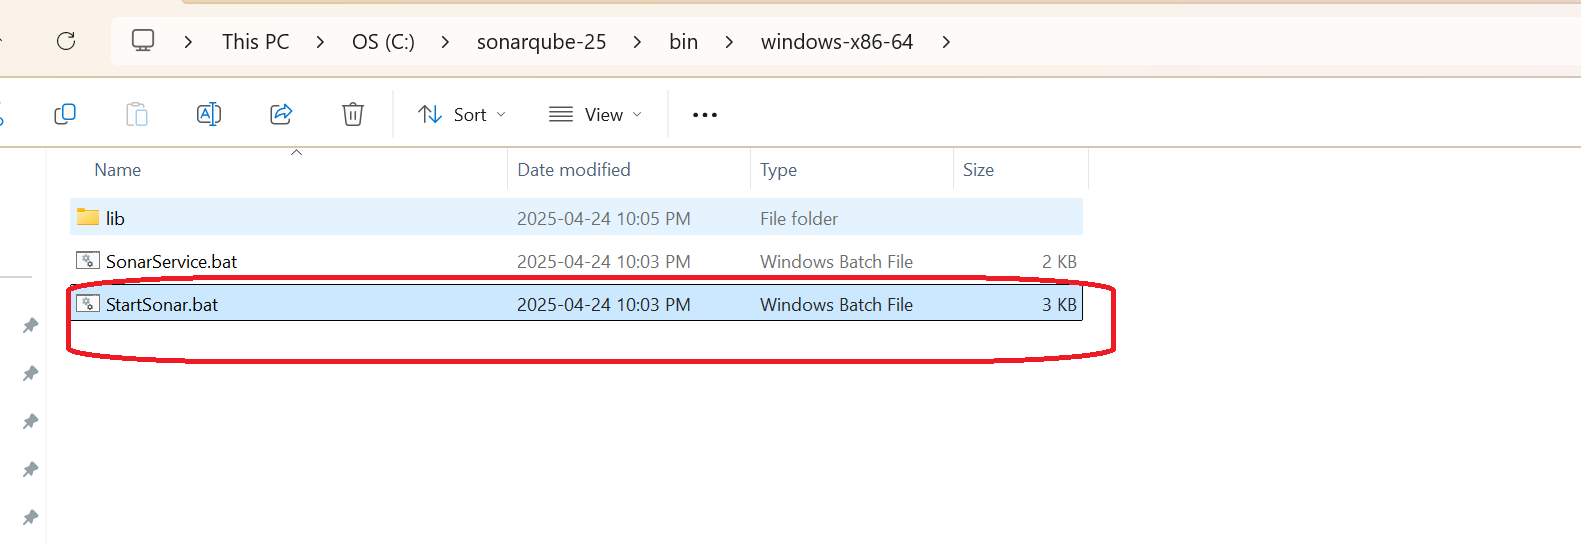 This PC > OS (C:) > sonarqube-25 > bin > windows-x86-64 >
Sort View
Name Date modified Type Size
lib 2025-04-24 10:05 PM File folder
SonarService.bat 2025-04-24 10:03 PM Windows Batch File 2 KB
StartSonar.bat 2025-04-24 10:03 PM Windows Batch File 3 KB